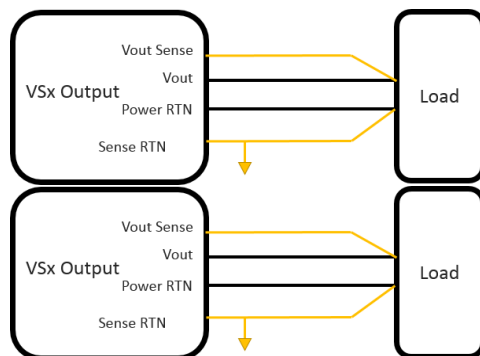 Vout Sense
Vout
VSx Output
Power RTN
Load
Sense RTN
Vout Sense
Vout
VSx Output
Power RTN
Load
Sense RTN